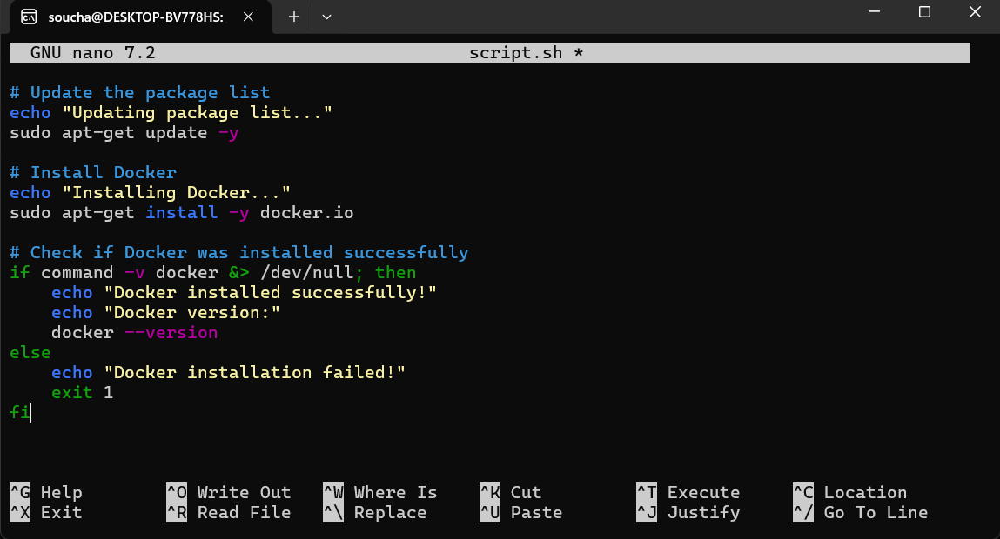 soucha@DESKTOP-BV778HS:
GNU nano 7.2 script.sh *
# Update the package list
echo "Updating package list..."
sudo apt-get update -y
# Install Docker
echo "Installing Docker..."
sudo apt-get install -y docker.io
# Check if Docker was installed successfully
if command -v docker &> /dev/null; then
    echo "Docker installed successfully!"
    echo "Docker version:"
    docker --version
else
    echo "Docker installation failed!"
    exit 1
fi
^G Help ^O Write Out ^W Where Is ^K Cut ^T Execute ^C Location
^X Exit ^R Read File ^\ Replace ^U Paste ^J Justify ^/ Go To Line